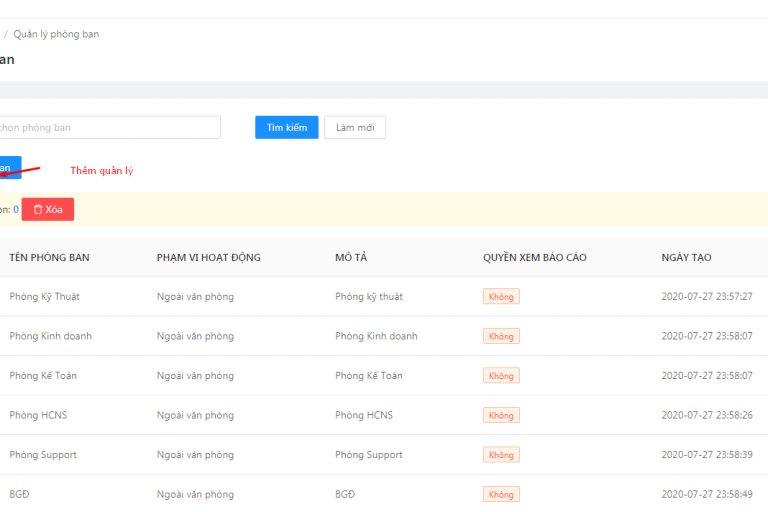 / Quản lý phòng ban
an
chọn phòng ban Tìm kiếm Làm mới
an Thêm quản lý
ọn: 0 Xóa
TÊN PHÒNG BAN PHẠM VI HOẠT ĐỘNG MÔ TẢ QUYỀN XEM BÁO CÁO NGÀY TẠO
Phòng Kỹ Thuật Ngoài văn phòng Phòng kỹ thuật Không 2020-07-27 23:57:27
Phòng Kinh doanh Ngoài văn phòng Phòng Kinh doanh Không 2020-07-27 23:58:07
Phòng Kế Toán Ngoài văn phòng Phòng Kế Toán Không 2020-07-27 23:58:07
Phòng HCNS Ngoài văn phòng Phòng HCNS Không 2020-07-27 23:58:26
Phòng Support Ngoài văn phòng Phòng Support Không 2020-07-27 23:58:39
BGĐ Ngoài văn phòng BGĐ Không 2020-07-27 23:58:49